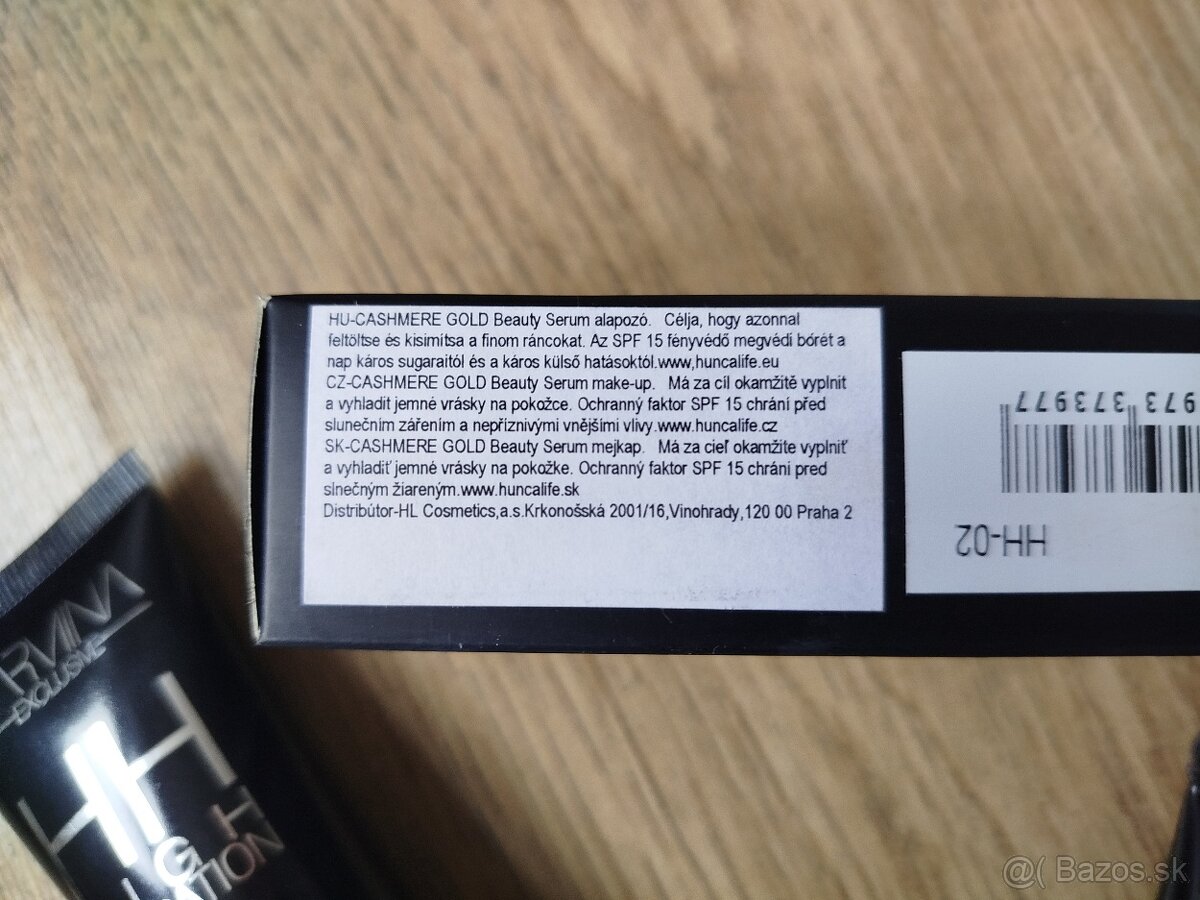 HU-CASHMERE GOLD Beauty Serum alapozó. Célja, hogy azonnal
feltöltse és kisimítsa a finom ráncokat. Az SPF 15 fényvédő megvédi bőrét a
nap káros sugaraitól és a káros külső hatásoktól.www,huncalife.eu
CZ-CASHMERE GOLD Beauty Serum make-up. Má za cíl okamžítě vyplnit
a vyhladit jemné vrásky na pokožce. Ochranný faktor SPF 15 chrání před
slunečním zářením a nepříznivými vnějšími vlivy.www.huncalife.cz
SK-CASHMERE GOLD Beauty Serum mejkap. Má za cieľ okamžite vyplniť
a vyhladiť jemné vrásky na pokožke. Ochranný faktor SPF 15 chráni pred
slnečným žiareným.www.huncalife.sk
Distribútor-HL Cosmetics,a.s.Krkonošská 2001/16,Vinohrady,120 00 Praha 2
973 373977
HH-02
EXCLUSIVE
HH
@( Bazos.sk